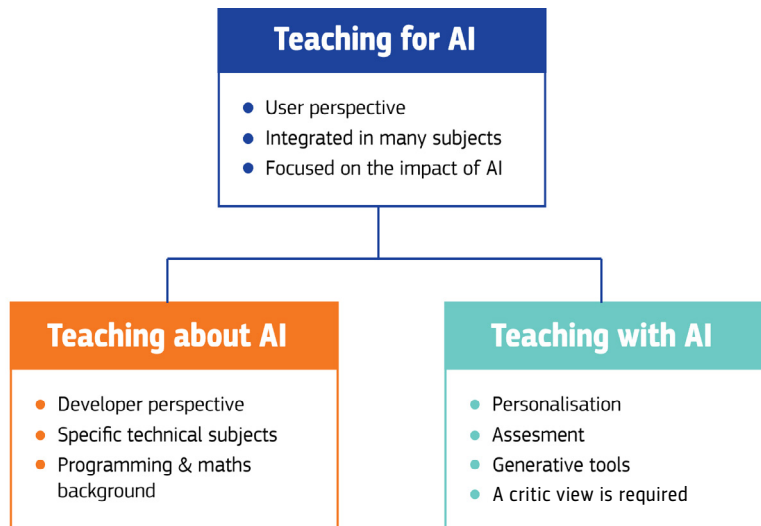 Teaching for AI
User perspective
Integrated in many subjects
Focused on the impact of AI
Teaching about AI
Developer perspective
Specific technical subjects
Programming & maths
background
Teaching with AI
Personalisation
Assesment
Generative tools
A critic view is required